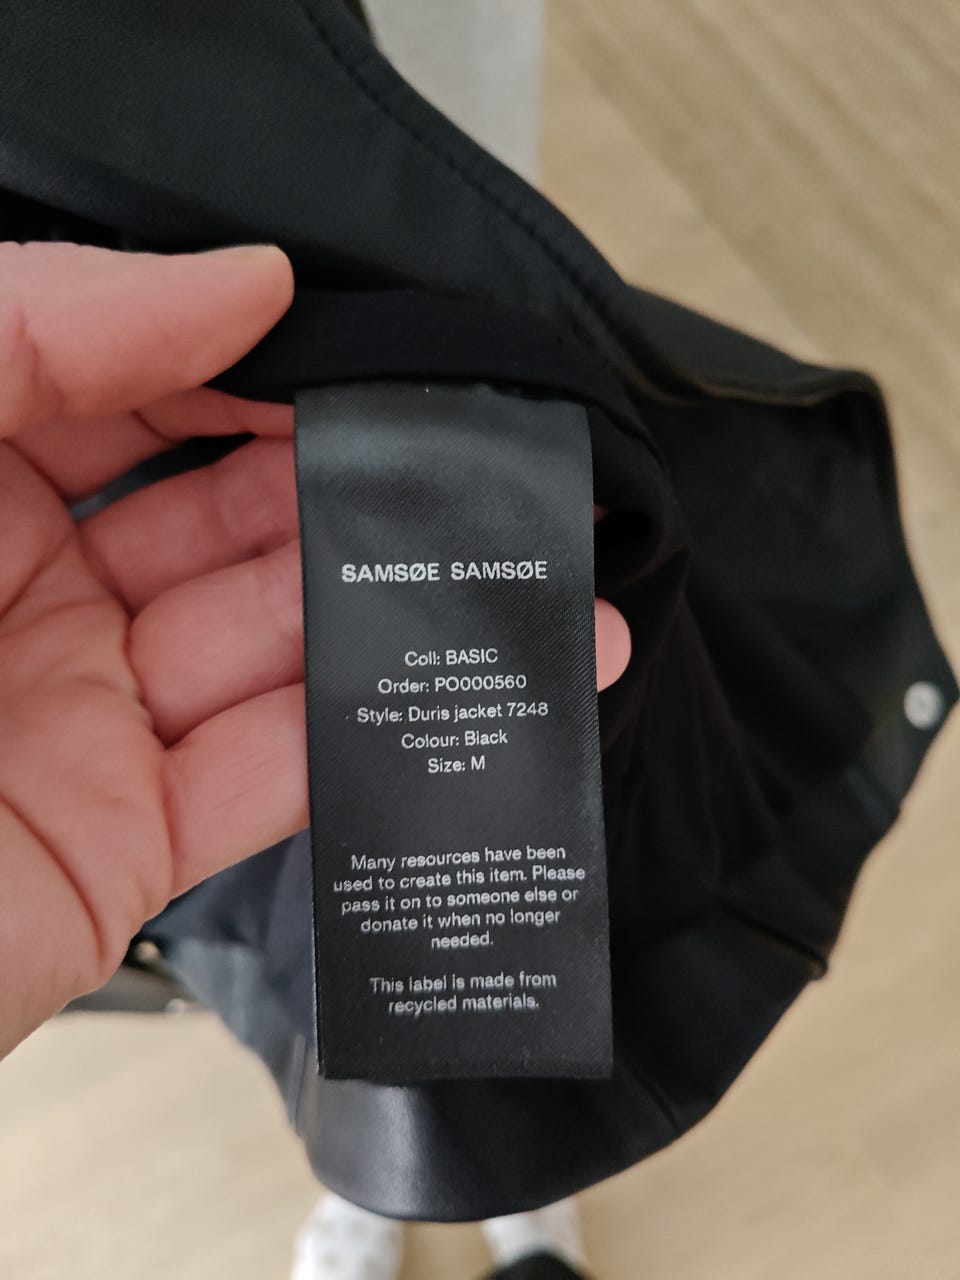 SAMSØE SAMSØE
Coll: BASIC
Order: PO000560
Style: Duris jacket 7248
Colour: Black
Size: M
Many resources have been
used to create this item. Please
pass it on to someone else or
donate it when no longer
needed.
This label is made from
recycled materials.